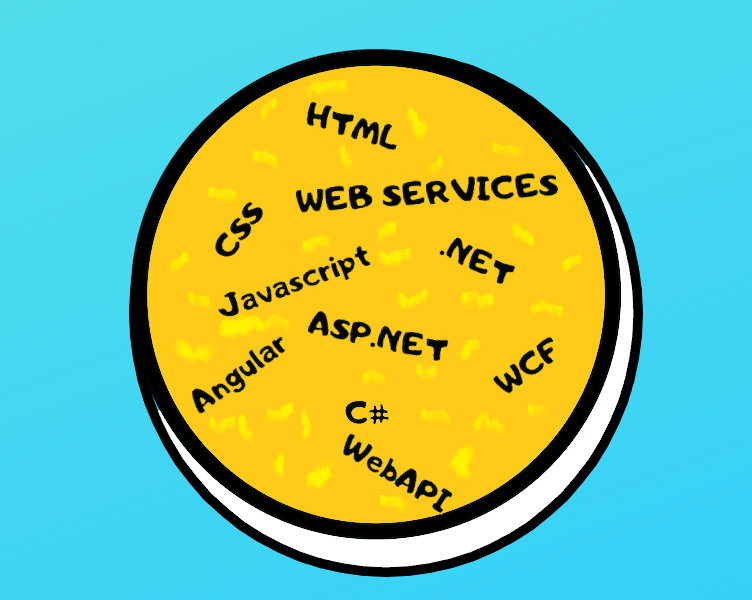 HTML
WEB SERVICES
CSS
.NET
Javascript
ASP.NET
Angular
WCF
C#
WebAPI